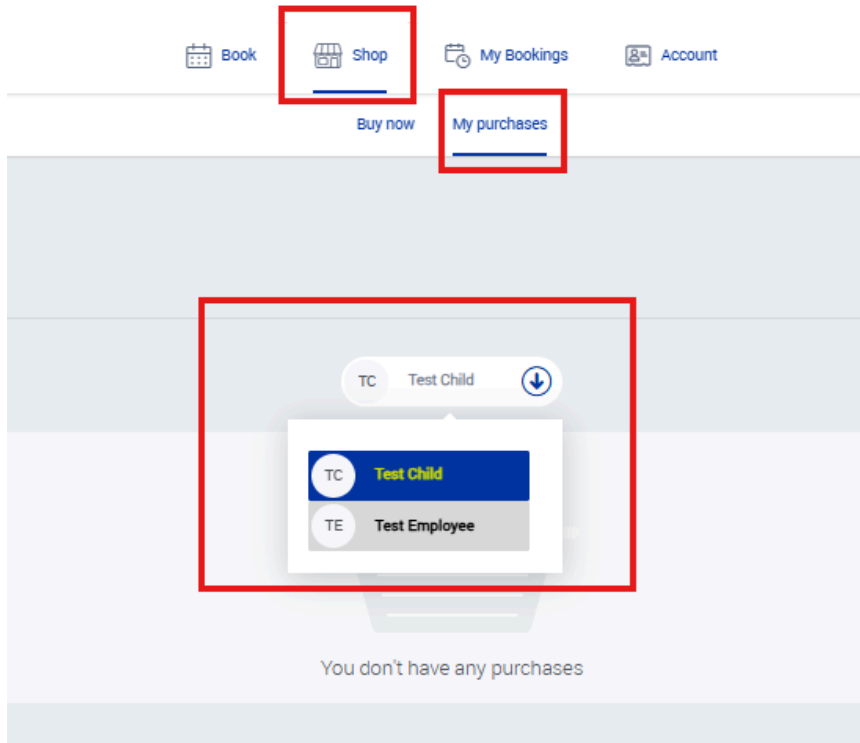 Book Shop My Bookings Account
Buy now My purchases
TC Test Child
TC Test Child
TE Test Employee
You don't have any purchases